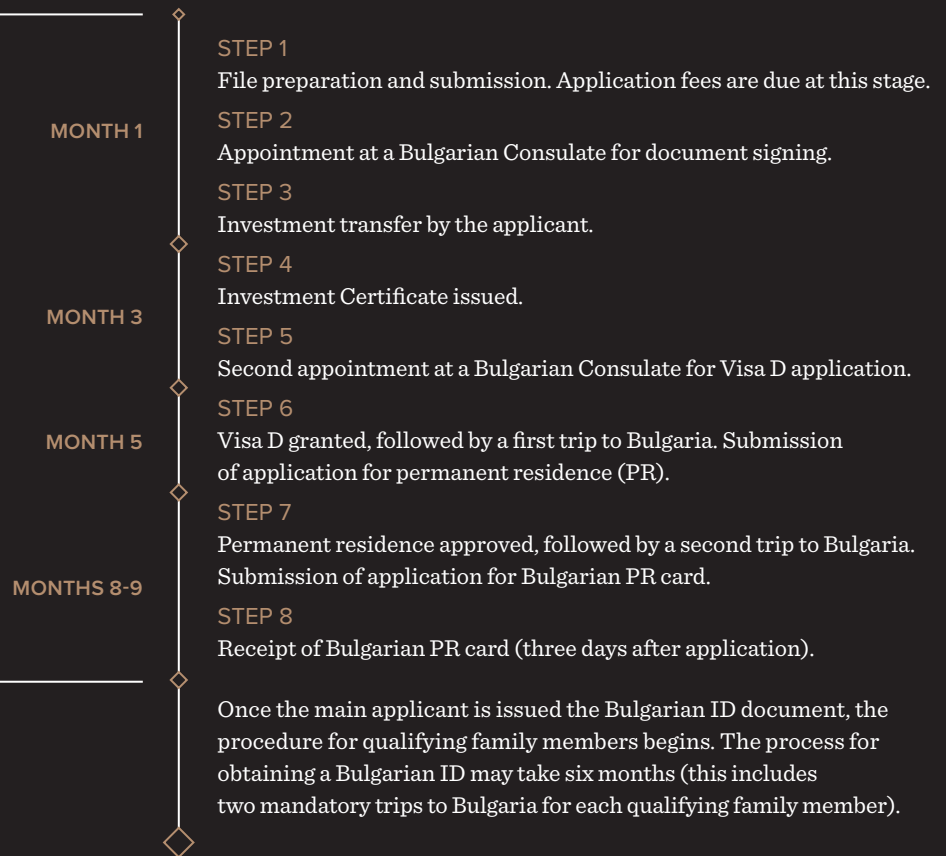 MONTH 1
STEP 1
File preparation and submission. Application fees are due at this stage.
STEP 2
Appointment at a Bulgarian Consulate for document signing.
STEP 3
Investment transfer by the applicant.
MONTH 3
STEP 4
Investment Certificate issued.
STEP 5
Second appointment at a Bulgarian Consulate for Visa D application.
MONTH 5
STEP 6
Visa D granted, followed by a first trip to Bulgaria. Submission
of application for permanent residence (PR).
MONTHS 8-9
STEP 7
Permanent residence approved, followed by a second trip to Bulgaria.
Submission of application for Bulgarian PR card.
STEP 8
Receipt of Bulgarian PR card (three days after application).
Once the main applicant is issued the Bulgarian ID document, the
procedure for qualifying family members begins. The process for
obtaining a Bulgarian ID may take six months (this includes
two mandatory trips to Bulgaria for each qualifying family member).